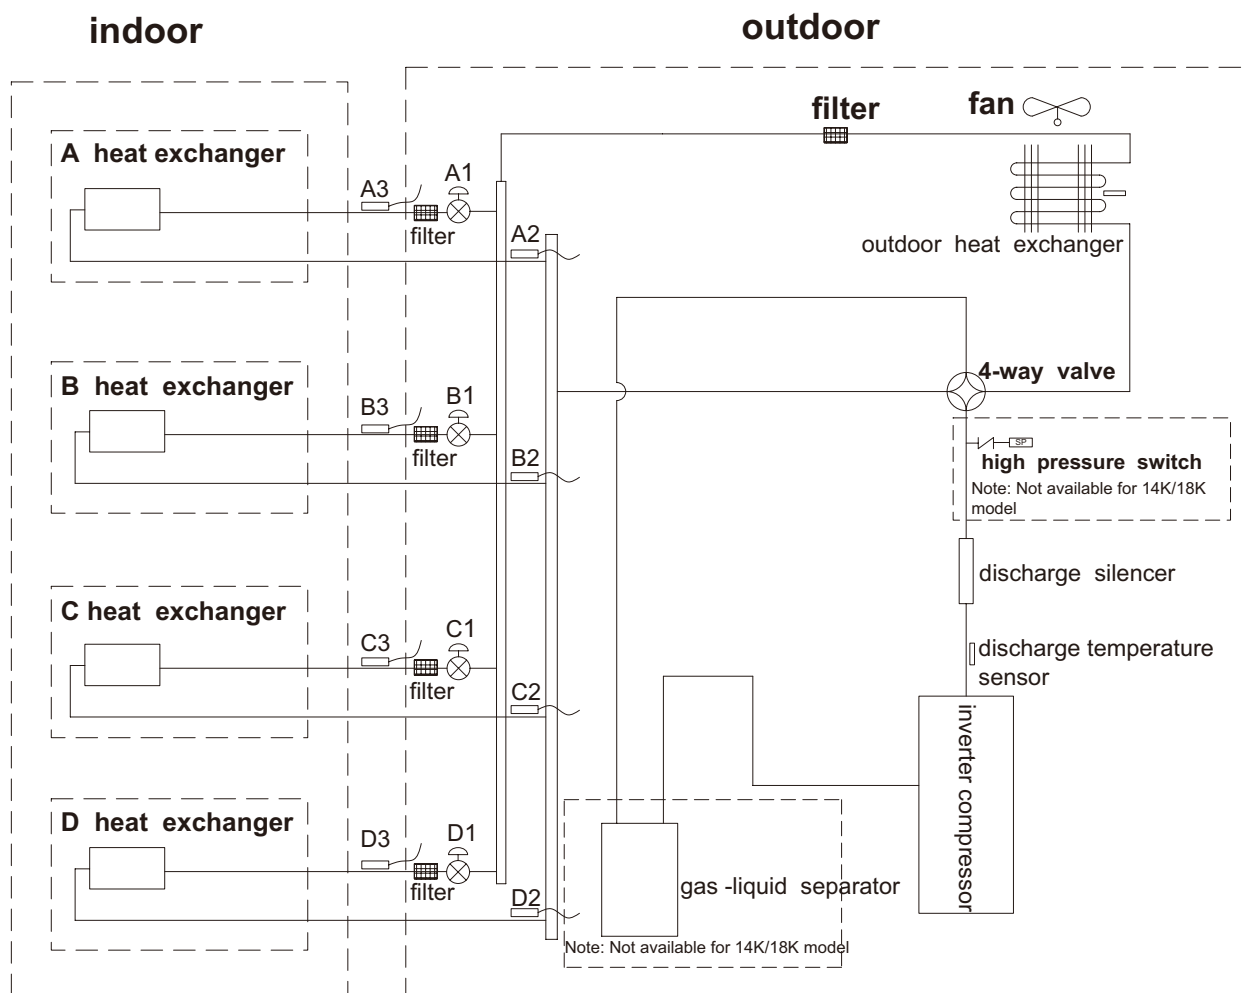 indoor
outdoor
filter
fan
A heat exchanger
A3
A1
filter
A2
outdoor heat exchanger
B heat exchanger
B3
B1
filter
B2
4-way valve
SP
high pressure switch
Note: Not available for 14K/18K
model
discharge silencer
C heat exchanger
C3
C1
filter
C2
discharge temperature
sensor
inverter compressor
D heat exchanger
D3
D1
filter
D2
gas -liquid separator
Note: Not available for 14K/18K model